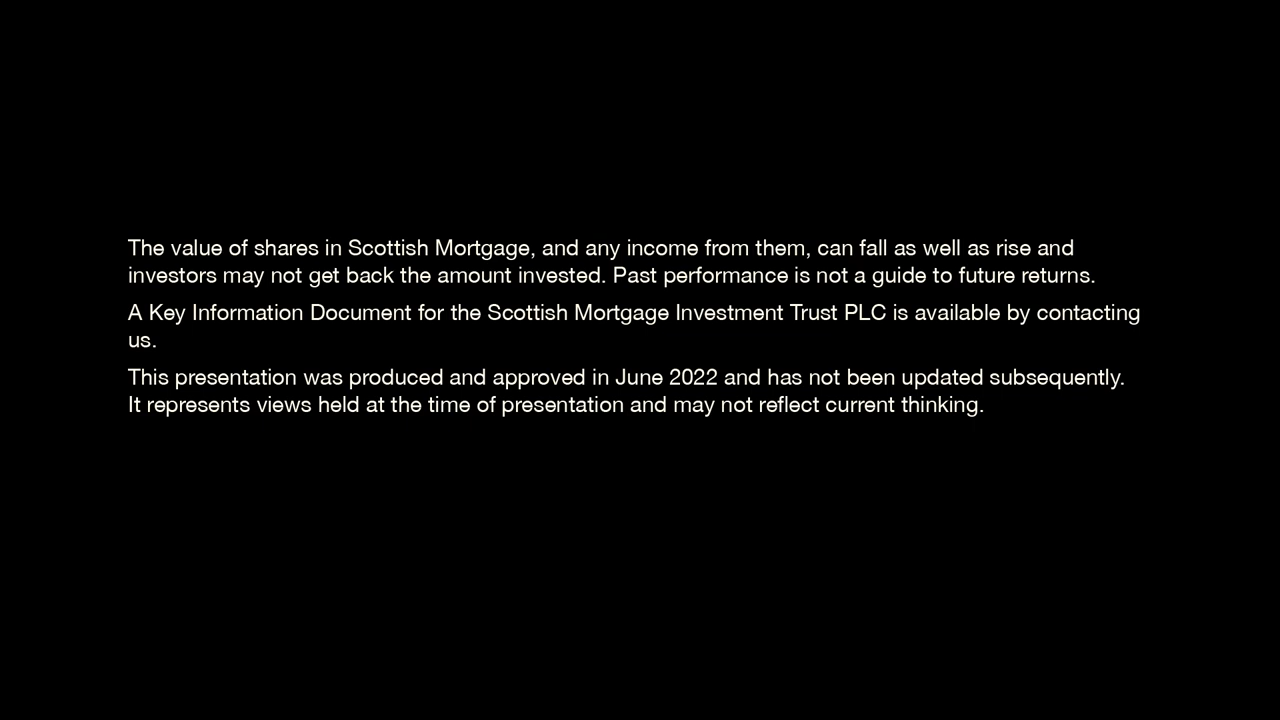 The value of shares in Scottish Mortgage, and any income from them, can fall as well as rise and
investors may not get back the amount invested. Past performance is not a guide to future returns.
A Key Information Document for the Scottish Mortgage Investment Trust PLC is available by contacting
us.
This presentation was produced and approved in June 2022 and has not been updated subsequently.
It represents views held at the time of presentation and may not reflect current thinking.